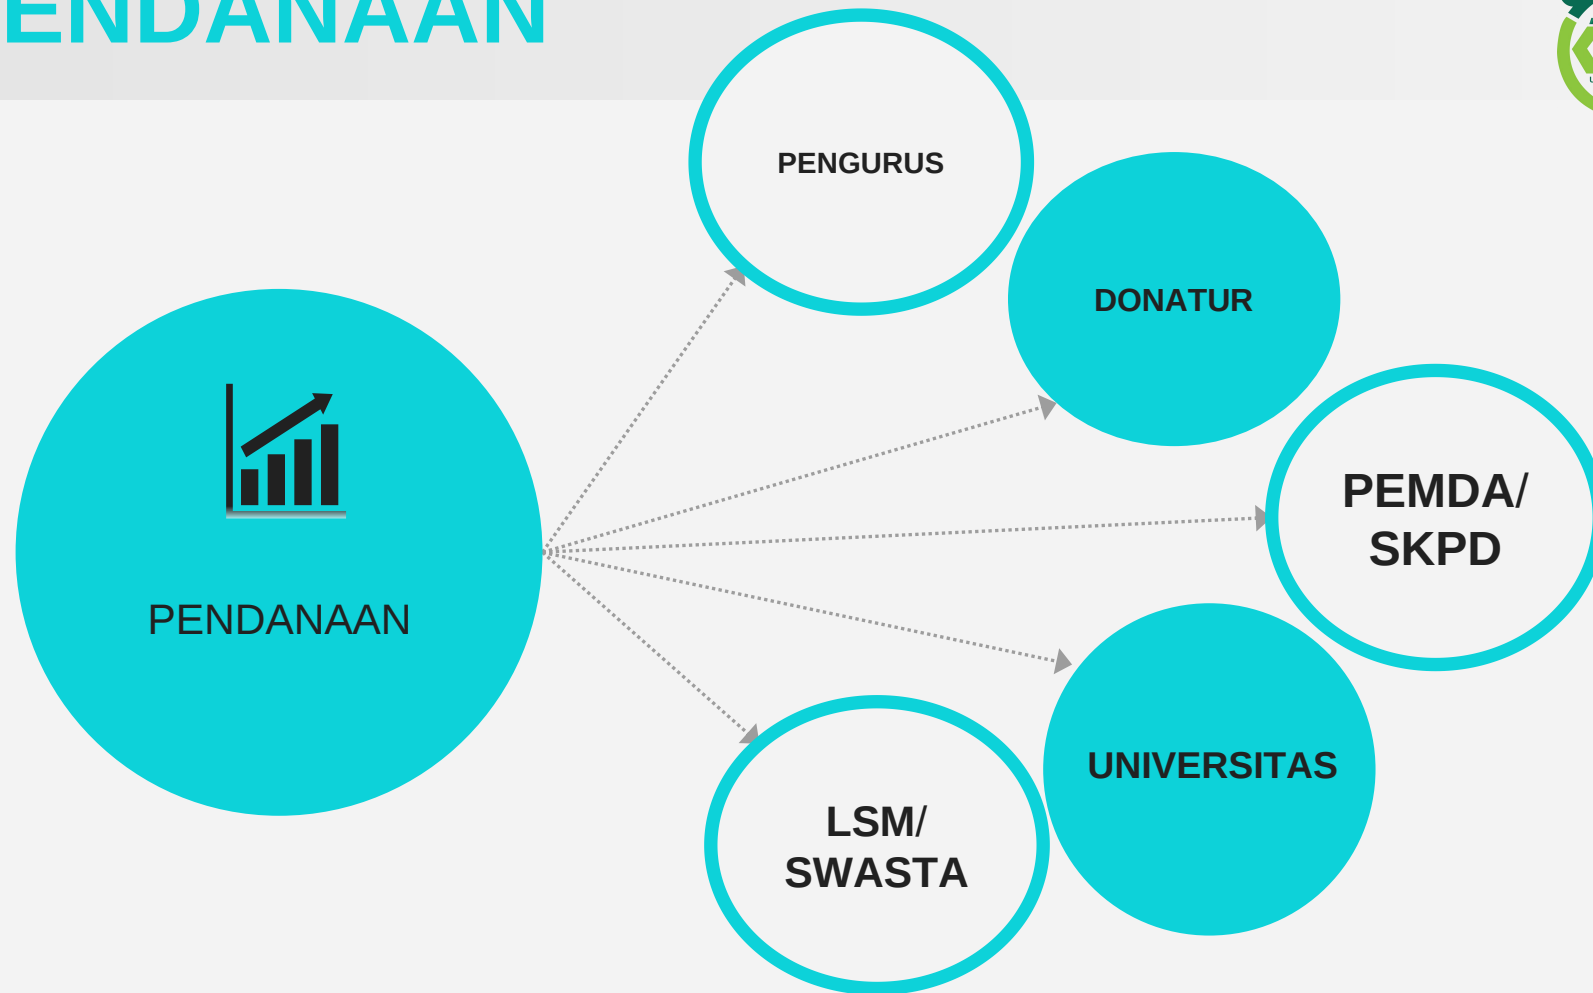 ENDANAAN
PENGURUS
DONATUR
PEMDA/
SKPD
PENDANAAN
UNIVERSITAS
LSM/
SWASTA